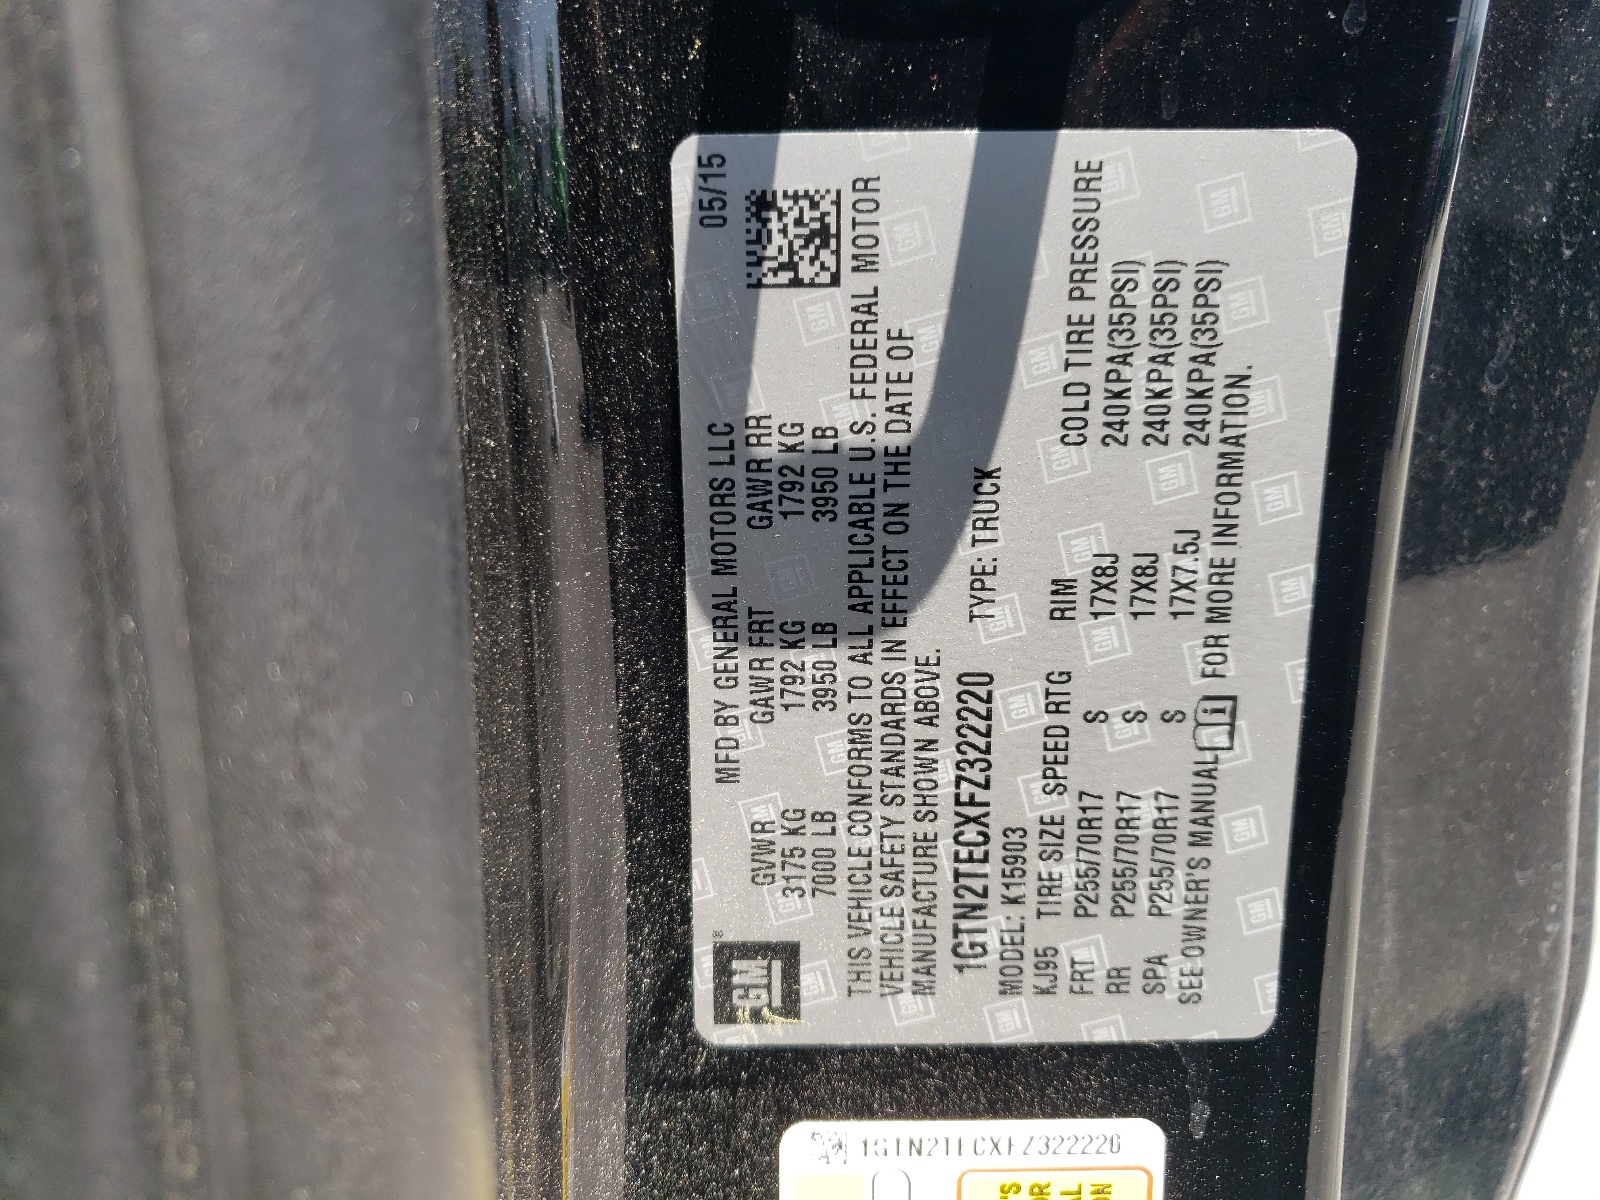 GM®
MFD BY GENERAL MOTORS LLC 05/15
GVWR GAWR FRT GAWR RR
3175 KG 1792 KG 1792 KG
7000 LB 3950 LB 3950 LB
THIS VEHICLE CONFORMS TO ALL APPLICABLE U.S. FEDERAL MOTOR
VEHICLE SAFETY STANDARDS IN EFFECT ON THE DATE OF
MANUFACTURE SHOWN ABOVE.
1GTN2TECXFZ322220 TYPE: TRUCK
MODEL: K15903
KJ95 TIRE SIZE SPEED RTG RIM COLD TIRE PRESSURE
FRT P255/70R17 S 17X8J 240KPA(35PSI)
RR P255/70R17 S 17X8J 240KPA(35PSI)
SPA P255/70R17 S 17X7.5J 240KPA(35PSI)
SEE OWNER'S MANUAL i FOR MORE INFORMATION.
1GTN2TECXFZ322220